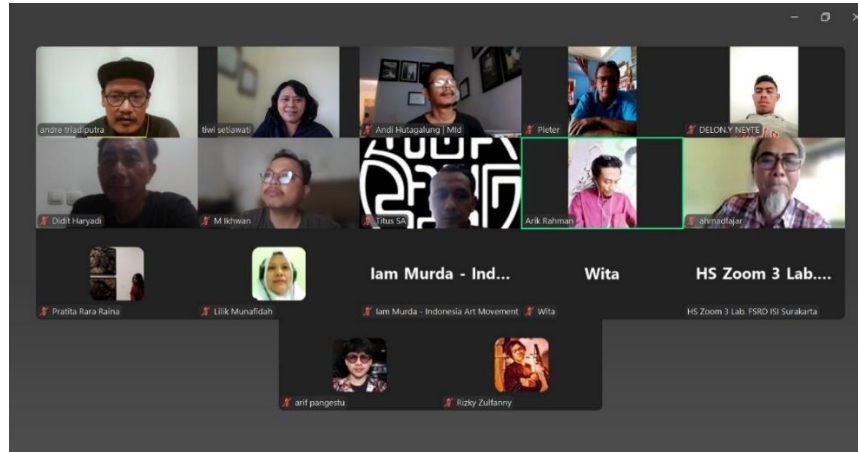 andre triadiputra
tiwi setiawati
Andi Hutagalung | MId
Pieter
DELON.Y NEYTE
Didit Haryadi
M Ikhwan
Titus SA
Arik Rahman
ahmadfajar
Iam Murda - Ind...
Wita
HS Zoom 3 Lab....
Pratita Rara Raina
Lilik Munafidah
Iam Murda - Indonesia Art Movement
Wita
HS Zoom 3 Lab. FSRD ISI Surakarta
arif pangestu
Rizky Zulfanny